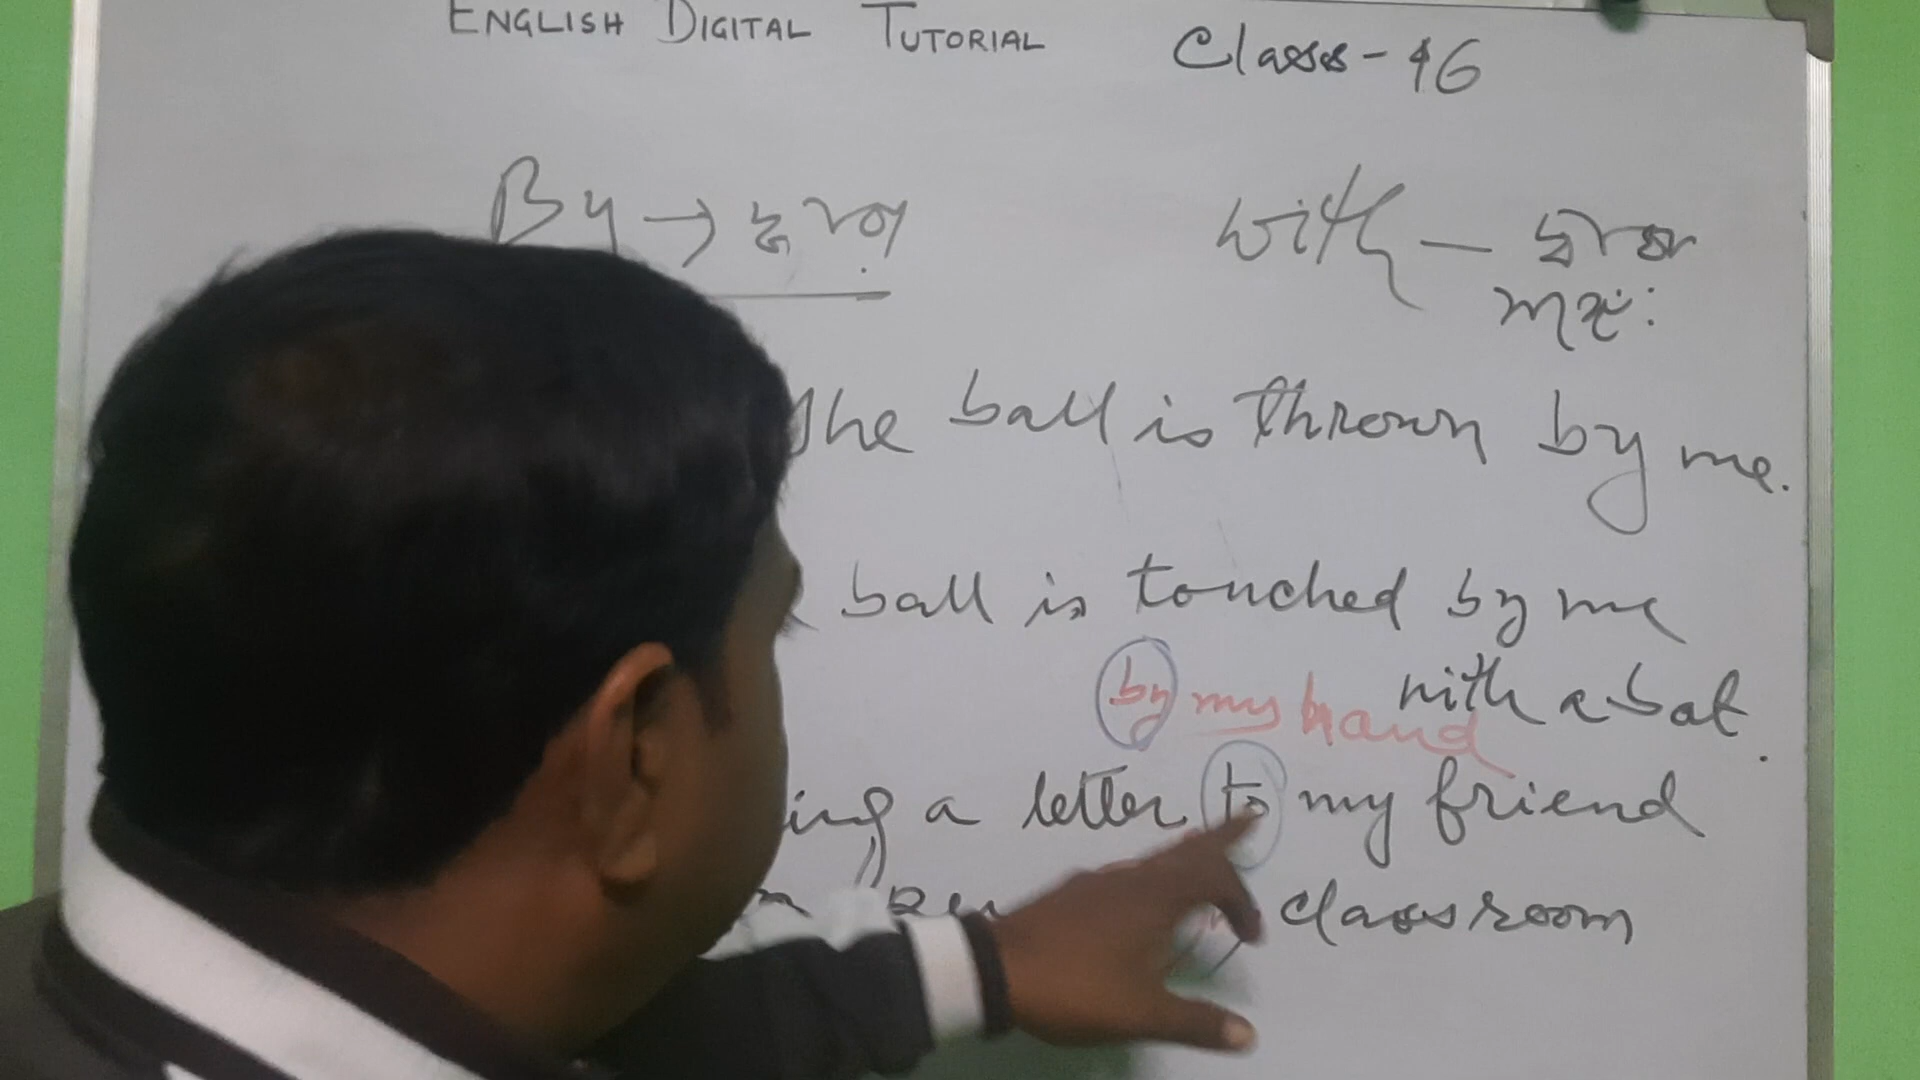 ENGLISH DIGITAL TUTORIAL Class-46
By → with —
The ball is thrown by me.
ball is touched by me
by my hand with a bat.
ing a letter to my friend
classroom